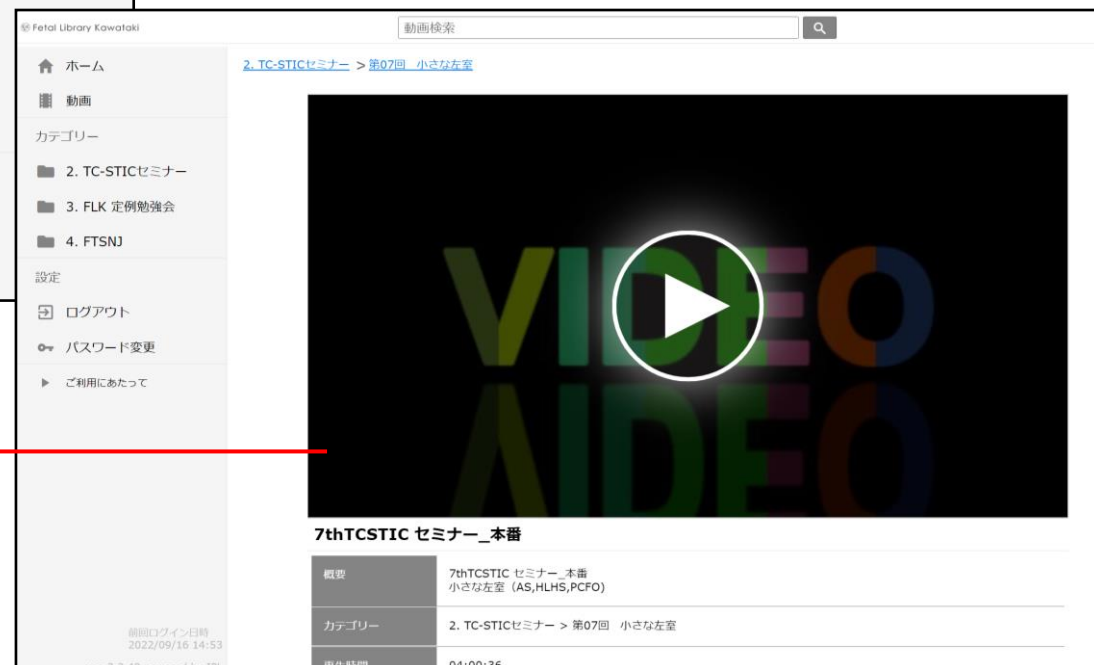 Fetal Library Kawataki
動画検索
ホーム
動画
カテゴリー
2. TC-STICセミナー
3. FLK 定例勉強会
4. FTSNJ
設定
ログアウト
パスワード変更
ご利用にあたって
前回ログイン日時
2022/09/16 14:53
2. TC-STICセミナー > 第07回 小さな左室
VIDEO
7thTCSTIC セミナー_本番
概要
7thTCSTIC セミナー_本番
小さな左室（AS,HLHS,PCFO)
カテゴリー
2. TC-STICセミナー > 第07回 小さな左室
再生時間
04:00:36